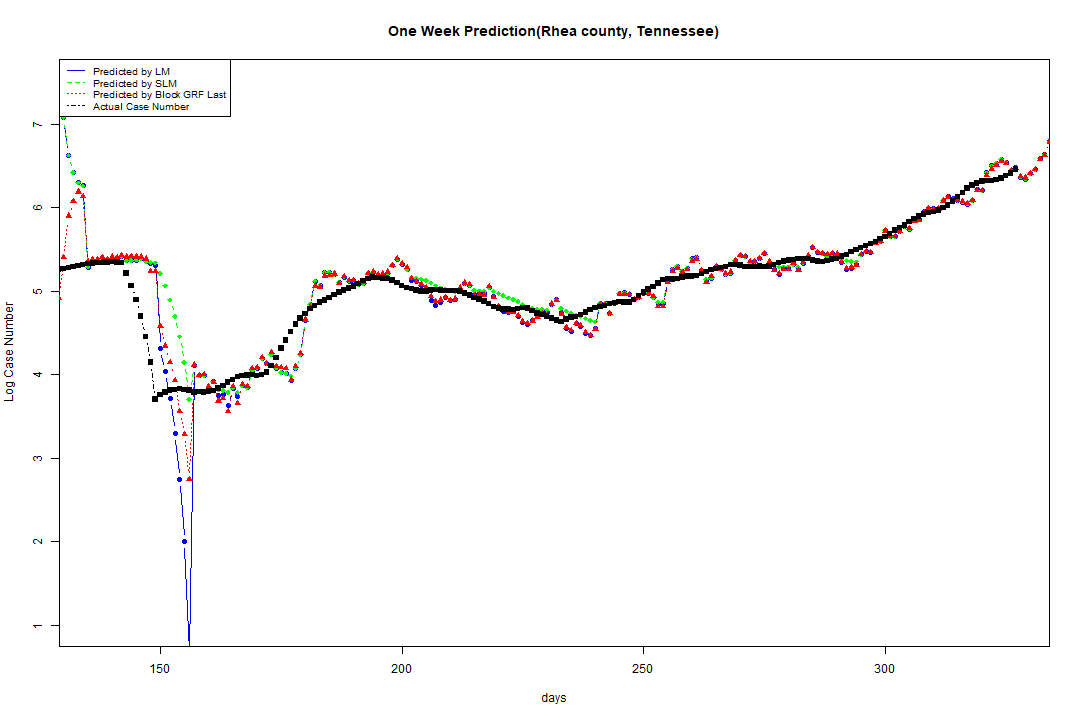 One Week Prediction(Rhea county, Tennessee)
Predicted by LM
Predicted by SLM
Predicted by Block GRF Last
Actual Case Number
7
6
5
4
3
2
1
Log Case Number
150 200 250 300
days